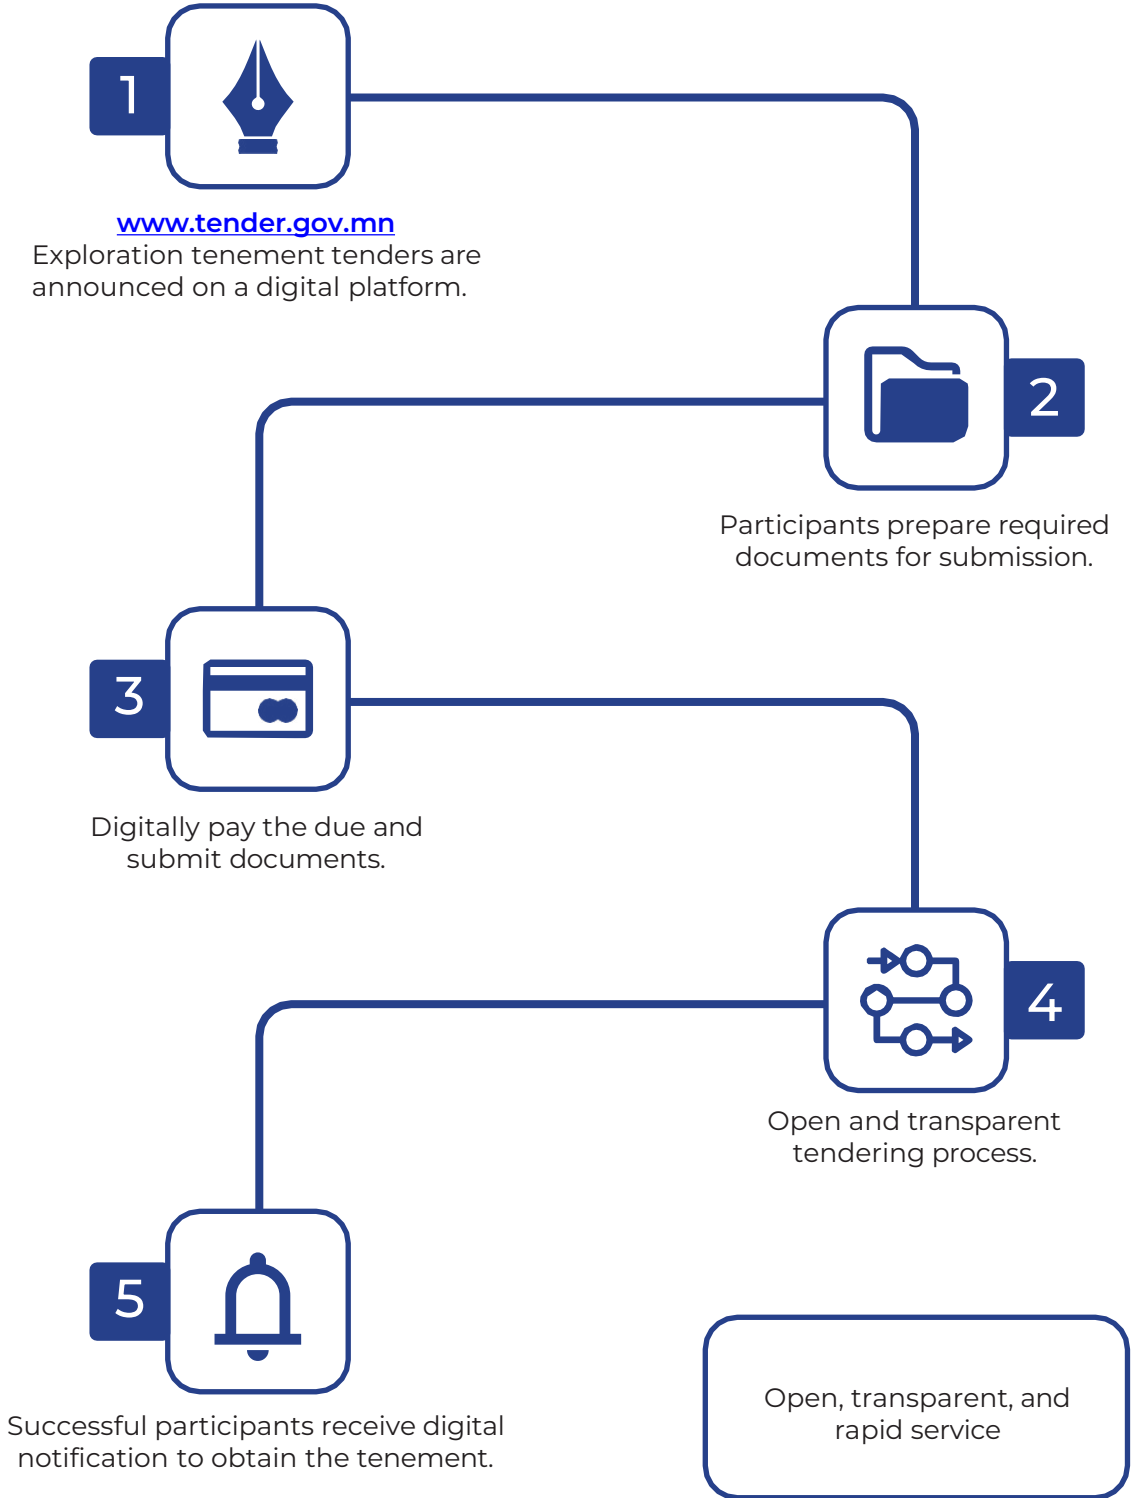 1
www.tender.gov.mn
Exploration tenement tenders are
announced on a digital platform.
2
Participants prepare required
documents for submission.
3
Digitally pay the due and
submit documents.
4
Open and transparent
tendering process.
5
Successful participants receive digital
notification to obtain the tenement.
Open, transparent, and
rapid service